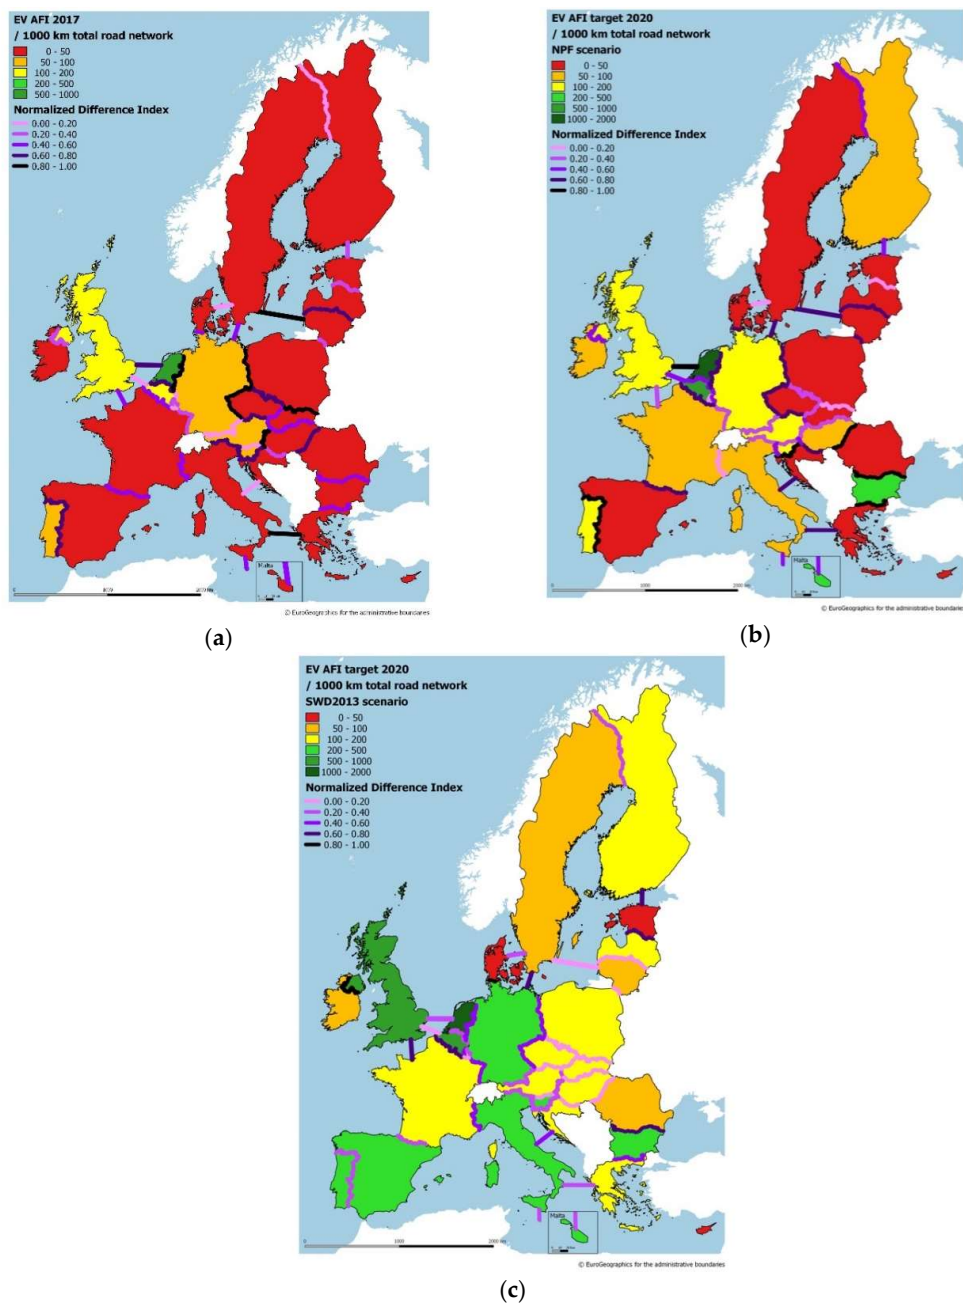 EV AFI 2017
/ 1000 km total road network
0 - 50
50 - 100
100 - 200
200 - 500
500 - 1000
Normalized Difference Index
0.00 - 0.20
0.20 - 0.40
0.40 - 0.60
0.60 - 0.80
0.80 - 1.00
Malta
© EuroGeographics for the administrative boundaries
(a)
EV AFI target 2020
/ 1000 km total road network
NPF scenario
0 - 50
50 - 100
100 - 200
200 - 500
500 - 1000
1000 - 2000
Normalized Difference Index
0.00 - 0.20
0.20 - 0.40
0.40 - 0.60
0.60 - 0.80
0.80 - 1.00
Malta
0 1000
© EuroGeographics for the administrative boundaries
(b)
EV AFI target 2020
/ 1000 km total road network
SWD2013 scenario
0 - 50
50 - 100
100 - 200
200 - 500
500 - 1000
1000 - 2000
Normalized Difference Index
0.00 - 0.20
0.20 - 0.40
0.40 - 0.60
0.60 - 0.80
0.80 - 1.00
Malta
0 1000 2000 km
© EuroGeographics for the administrative boundaries
(c)